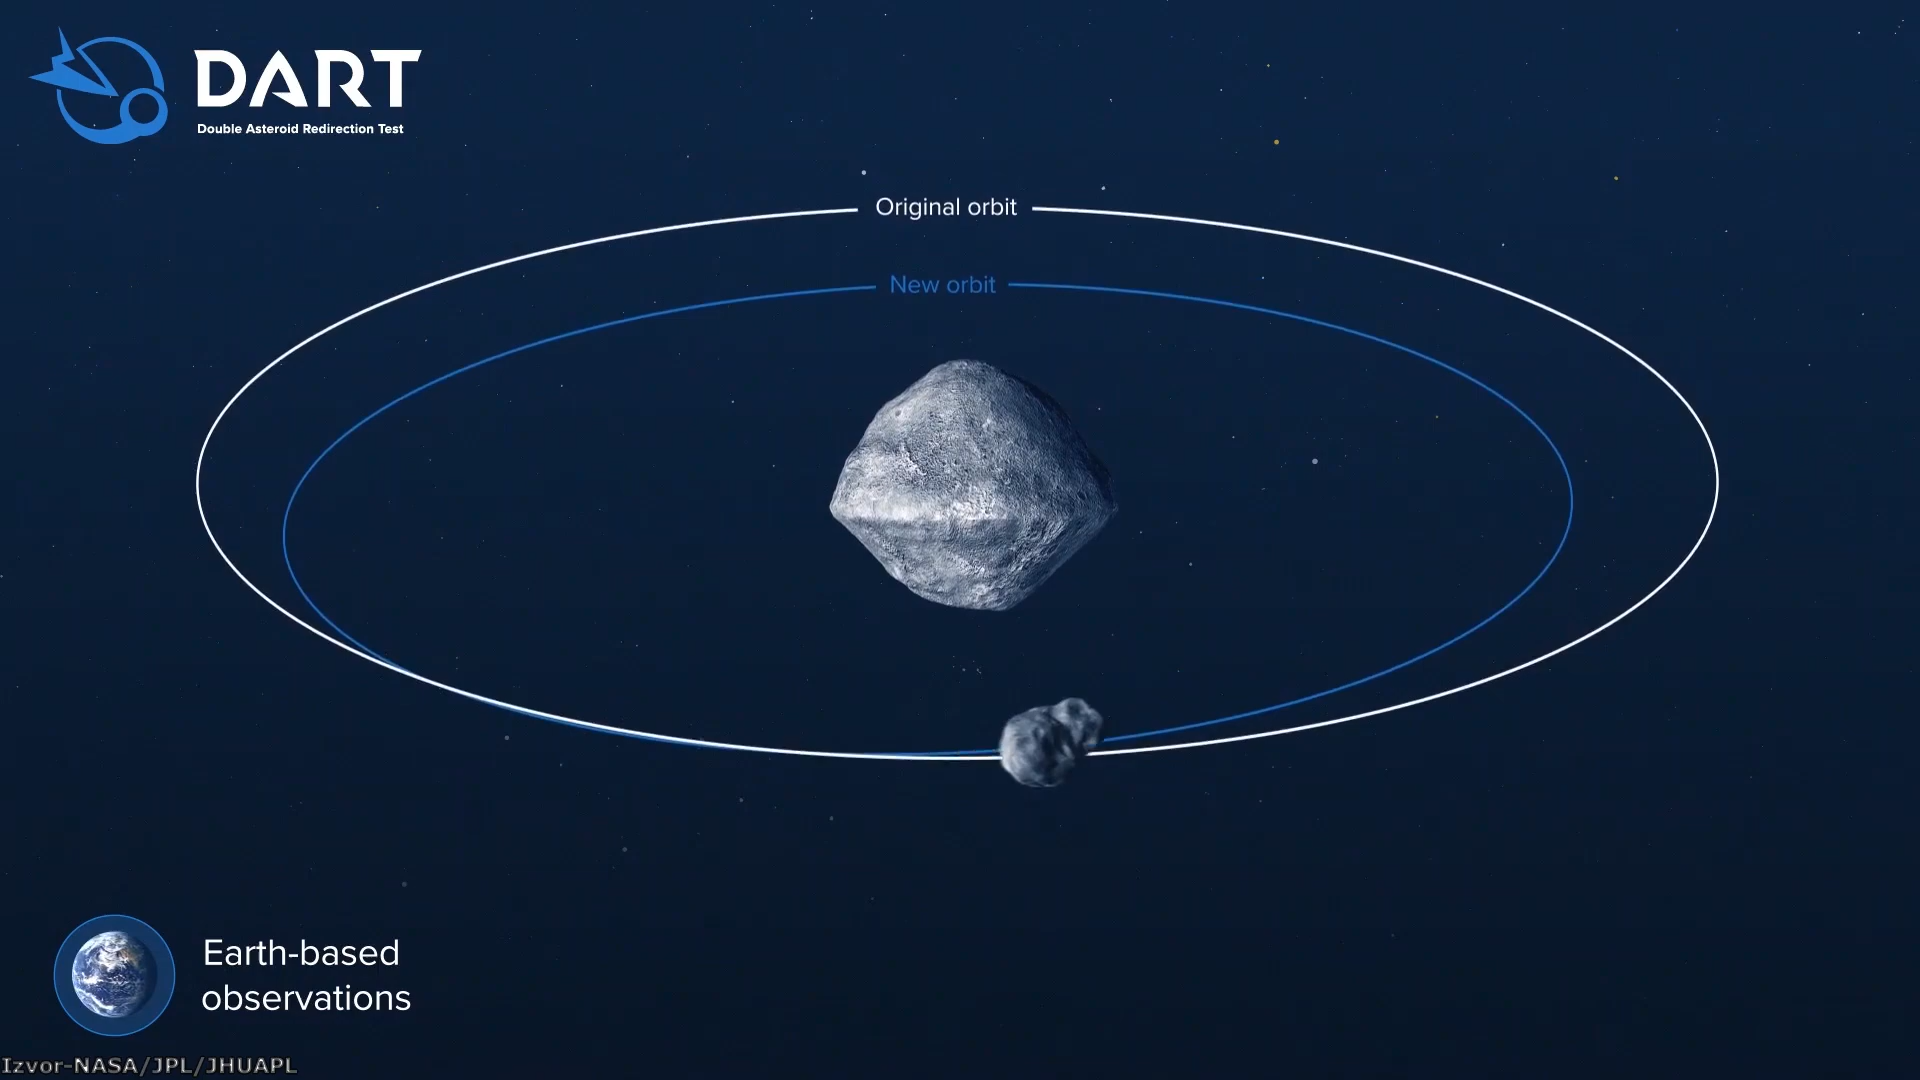 DART
Double Asteroid Redirection Test
Original orbit
New orbit
Earth-based
observations
Izvor-NASA/JPL/JHUAPL